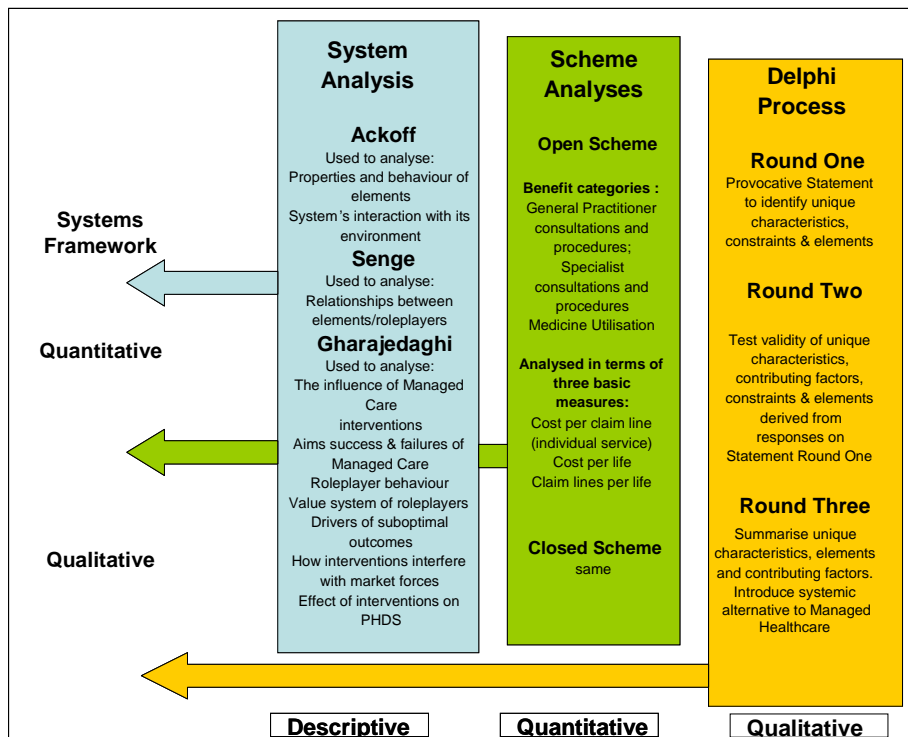 System
Analysis
Ackoff
Used to analyse:
Properties and behaviour of
elements
System's interaction with its
environment
Senge
Used to analyse:
Relationships between
elements/roleplayers
Gharajedaghi
Used to analyse:
The influence of Managed
Care
interventions
Aims success & failures of
Managed Care
Roleplayer behaviour
Value system of roleplayers
Drivers of suboptimal
outcomes
How interventions interfere
with market forces
Effect of interventions on
PHDS
Scheme
Analyses
Open Scheme
Benefit categories :
General Practitioner
consultations and
procedures;
Specialist
consultations and
procedures
Medicine Utilisation
Analysed in terms of
three basic
measures:
Cost per claim line
(individual service)
Cost per life
Claim lines per life
Closed Scheme
same
Delphi
Process
Round One
Provocative Statement
to identify unique
characteristics,
constraints & elements
Round Two
Test validity of unique
characteristics,
contributing factors,
constraints & elements
derived from
responses on
Statement Round One
Round Three
Summarise unique
characteristics, elements
and contributing factors.
Introduce systemic
alternative to Managed
Healthcare
Systems
Framework
Quantitative
Qualitative
Descriptive
Quantitative
Qualitative